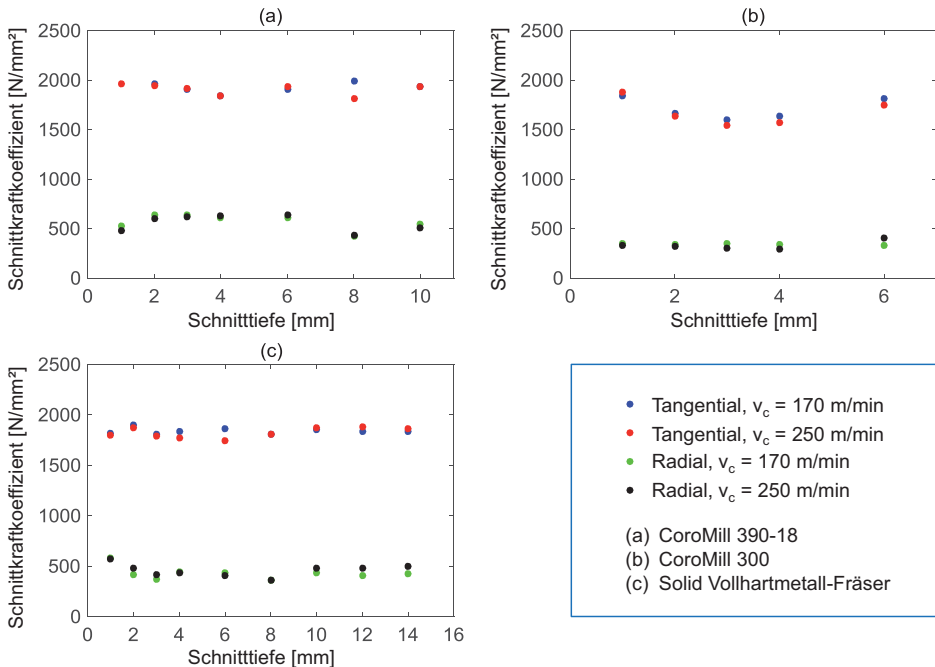 (a)
Schnittkraftkoeffizient [N/mm²]
2500
2000
1500
1000
500
0
0 2 4 6 8 10
Schnitttiefe [mm]
(b)
Schnittkraftkoeffizient [N/mm²]
2500
2000
1500
1000
500
0
0 2 4 6
Schnitttiefe [mm]
(c)
Schnittkraftkoeffizient [N/mm²]
2500
2000
1500
1000
500
0
0 2 4 6 8 10 12 14 16
Schnitttiefe [mm]
Tangential, v_c = 170 m/min
Tangential, v_c = 250 m/min
Radial, v_c = 170 m/min
Radial, v_c = 250 m/min
(a) CoroMill 390-18
(b) CoroMill 300
(c) Solid Vollhartmetall-Fräser